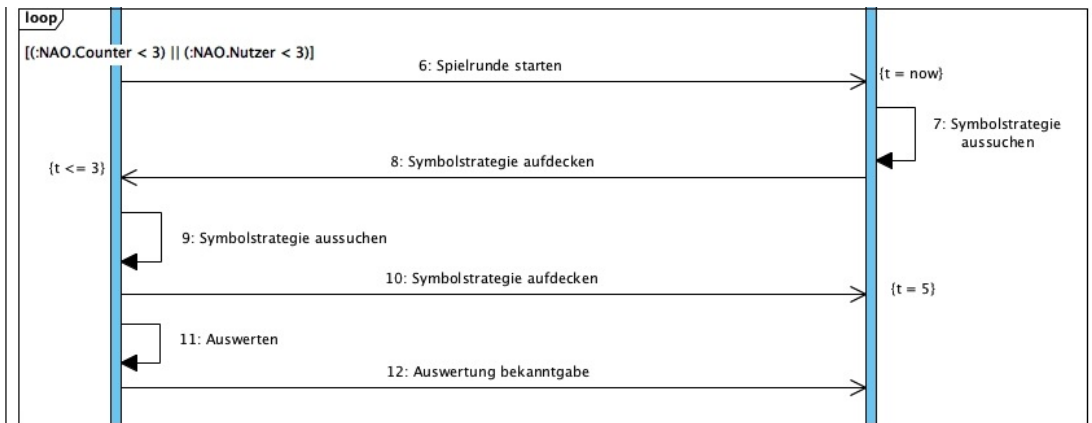 loop
[(:NAO.Counter < 3) || (:NAO.Nutzer < 3)]
6: Spielrunde starten
{t = now}
7: Symbolstrategie
aussuchen
8: Symbolstrategie aufdecken
{t <= 3}
9: Symbolstrategie aussuchen
10: Symbolstrategie aufdecken
{t = 5}
11: Auswerten
12: Auswertung bekanntgabe